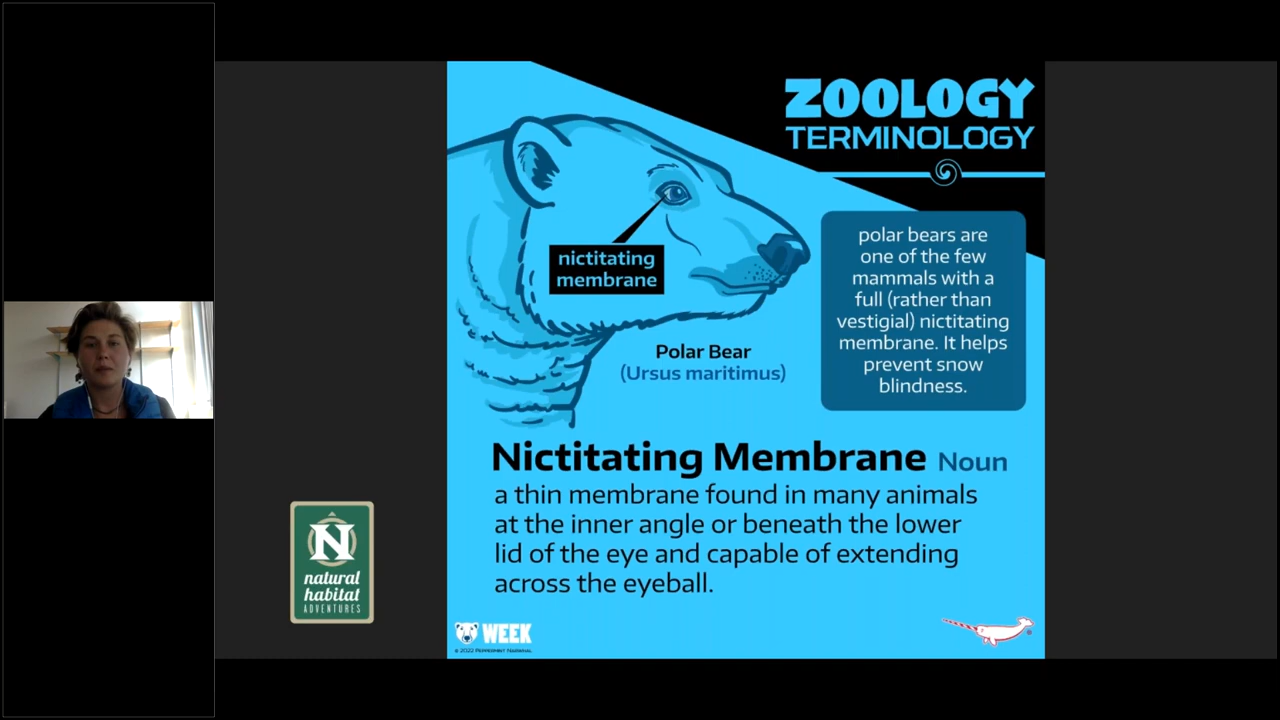 ZOOLOGY
TERMINOLOGY
nictitating
membrane
polar bears are
one of the few
mammals with a
full (rather than
vestigial) nictitating
membrane. It helps
prevent snow
blindness.
Polar Bear
(Ursus maritimus)
Nictitating Membrane Noun
a thin membrane found in many animals
at the inner angle or beneath the lower
lid of the eye and capable of extending
across the eyeball.
N
natural
habitat
ADVENTURES
WEEK
© 2022 PEPPERMINT NARWHAL